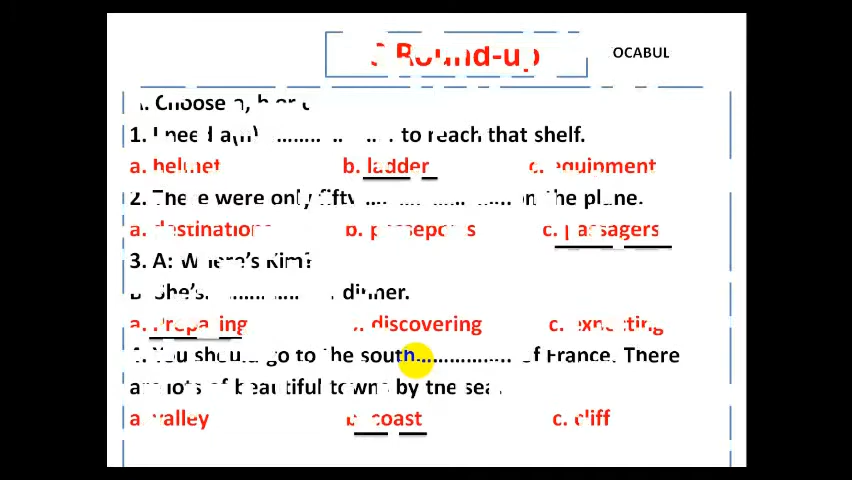 Round-up
OCABUL
A. Choose a, b or c
1. I need a(n) ................. to reach that shelf.
a. helmet b. ladder c. equipment
2. There were only fifty ........................ on the plane.
a. destinations b. passports c. passagers
3. A: Where's Kim?
B: She's.................... dinner.
a. Preparing b. discovering c. expecting
4. You should go to the south................. of France. There
are lots of beautiful towns by the sea.
a. valley b. coast c. cliff